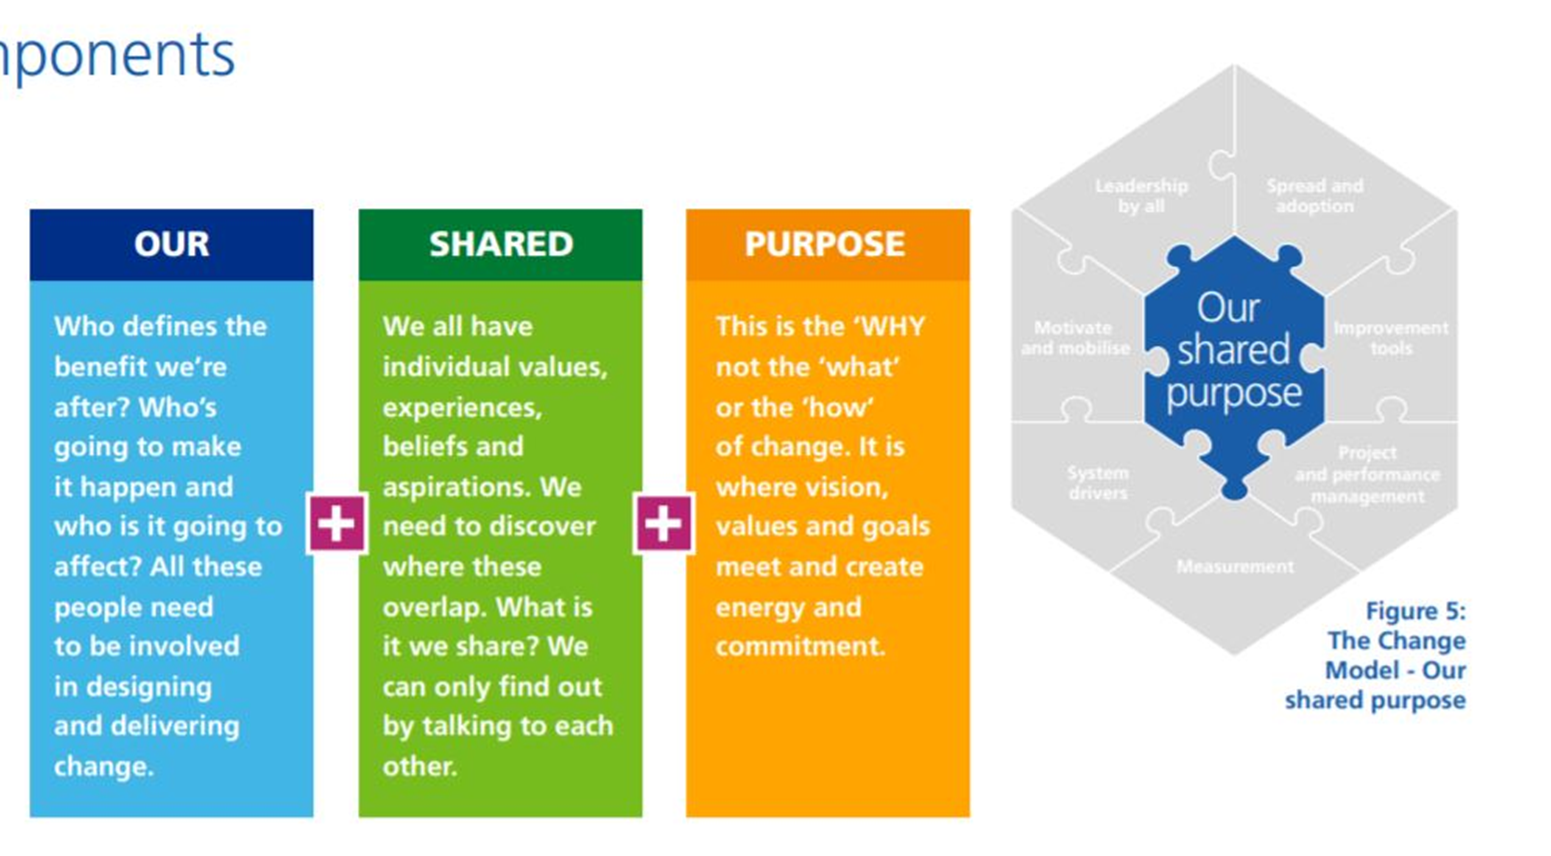 mponents
OUR
Who defines the
benefit we're
after? Who's
going to make
it happen and
who is it going to
affect? All these
people need
to be involved
in designing
and delivering
change.
+
SHARED
We all have
individual values,
experiences,
beliefs and
aspirations. We
need to discover
where these
overlap. What is
it we share? We
can only find out
by talking to each
other.
+
PURPOSE
This is the ‘WHY
not the ‘what’
or the ‘how’
of change. It is
where vision,
values and goals
meet and create
energy and
commitment.
Leadership
by all
Spread and
adoption
Motivate
and mobilise
Our
shared
purpose
Improvement
tools
System
drivers
Project
and performance
management
Measurement
Figure 5:
The Change
Model - Our
shared purpose